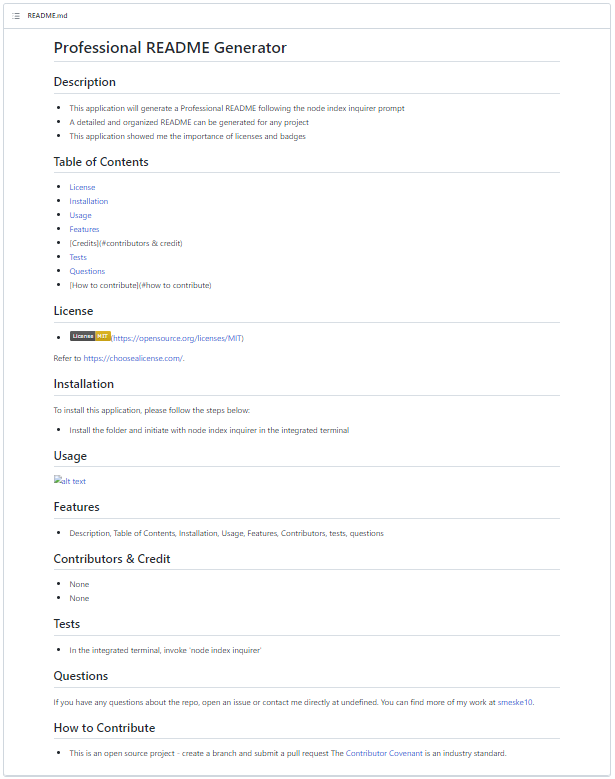 README.md
Professional README Generator
Description
This application will generate a Professional README following the node index inquirer prompt
A detailed and organized README can be generated for any project
This application showed me the importance of licenses and badges
Table of Contents
License
Installation
Usage
Features
[Credits](#contributors & credit)
Tests
Questions
[How to contribute](#how to contribute)
License
License MIT (https://opensource.org/licenses/MIT)
Refer to https://choosealicense.com/.
Installation
To install this application, please follow the steps below:
Install the folder and initiate with node index inquirer in the integrated terminal
Usage
alt text
Features
Description, Table of Contents, Installation, Usage, Features, Contributors, tests, questions
Contributors & Credit
None
None
Tests
In the integrated terminal, invoke 'node index inquirer'
Questions
If you have any questions about the repo, open an issue or contact me directly at undefined. You can find more of my work at smeske10.
How to Contribute
This is an open source project - create a branch and submit a pull request The Contributor Covenant is an industry standard.